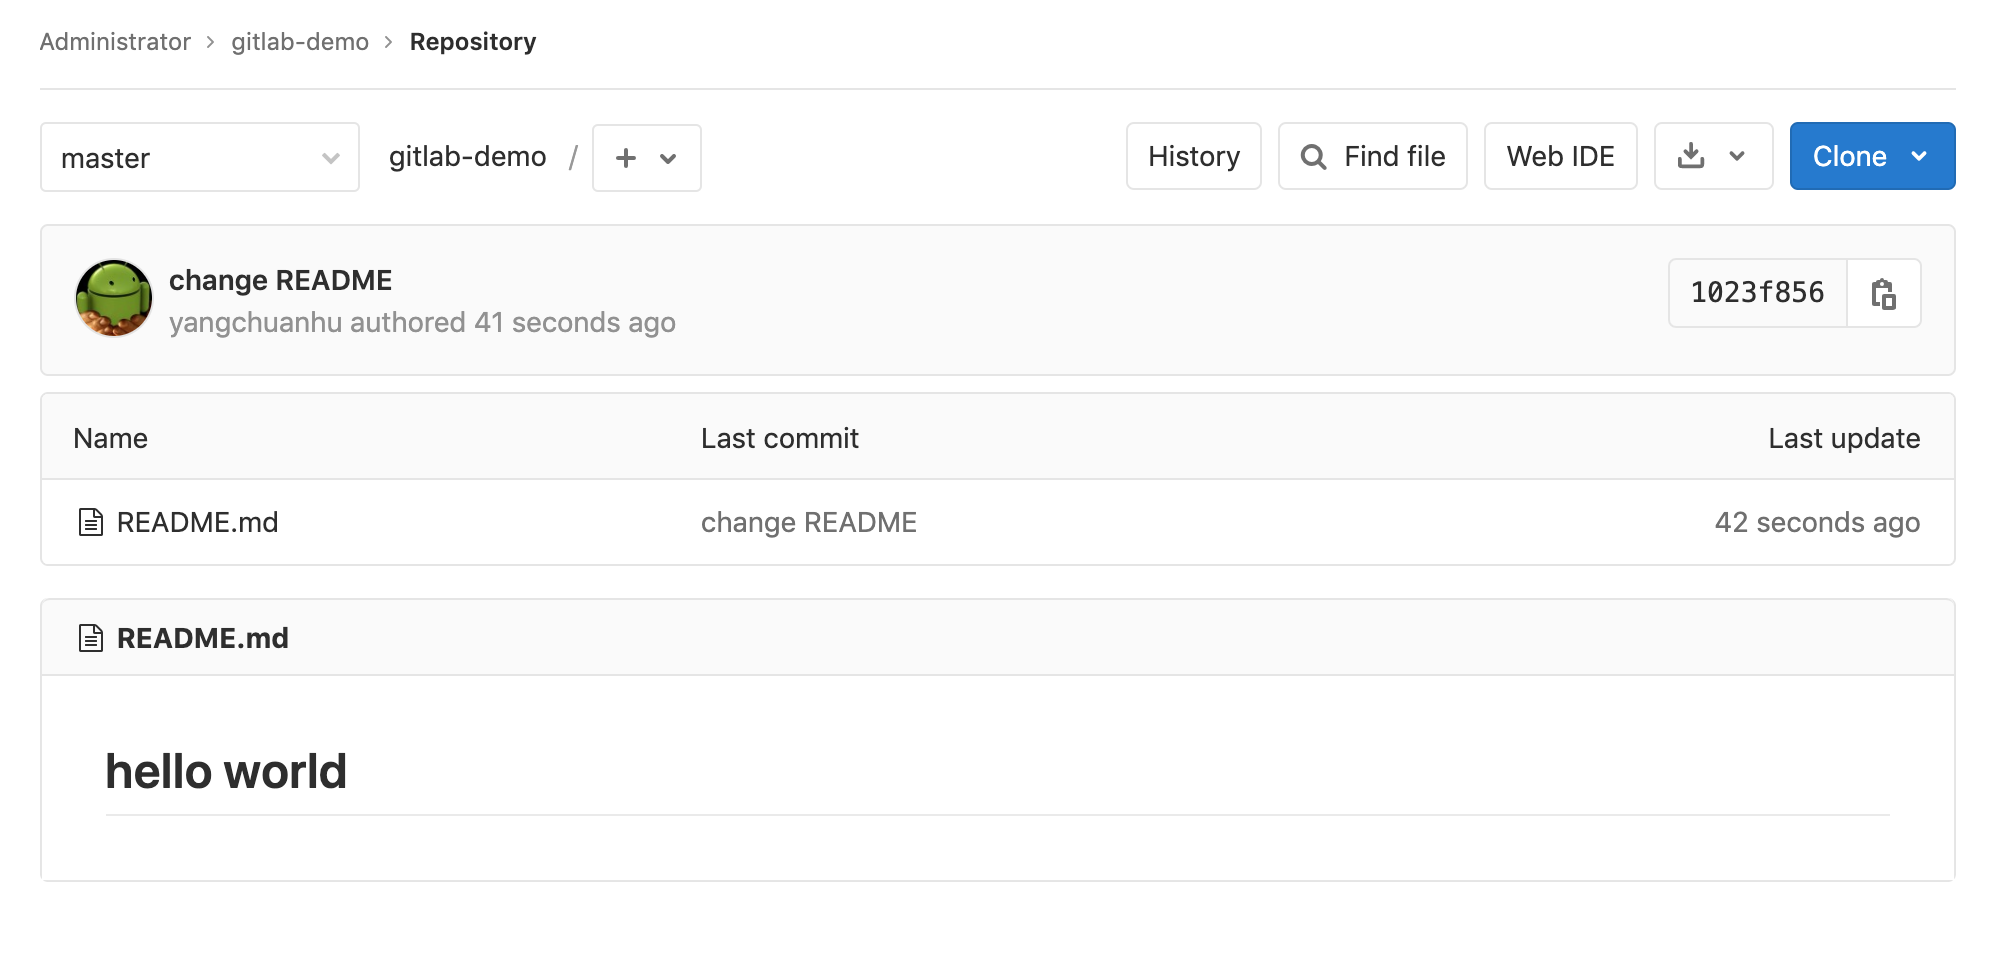 Administrator > gitlab-demo > Repository
master gitlab-demo / + History Find file Web IDE Clone
change README
yangchuanhu authored 41 seconds ago
1023f856
Name Last commit Last update
README.md change README 42 seconds ago
README.md
hello world